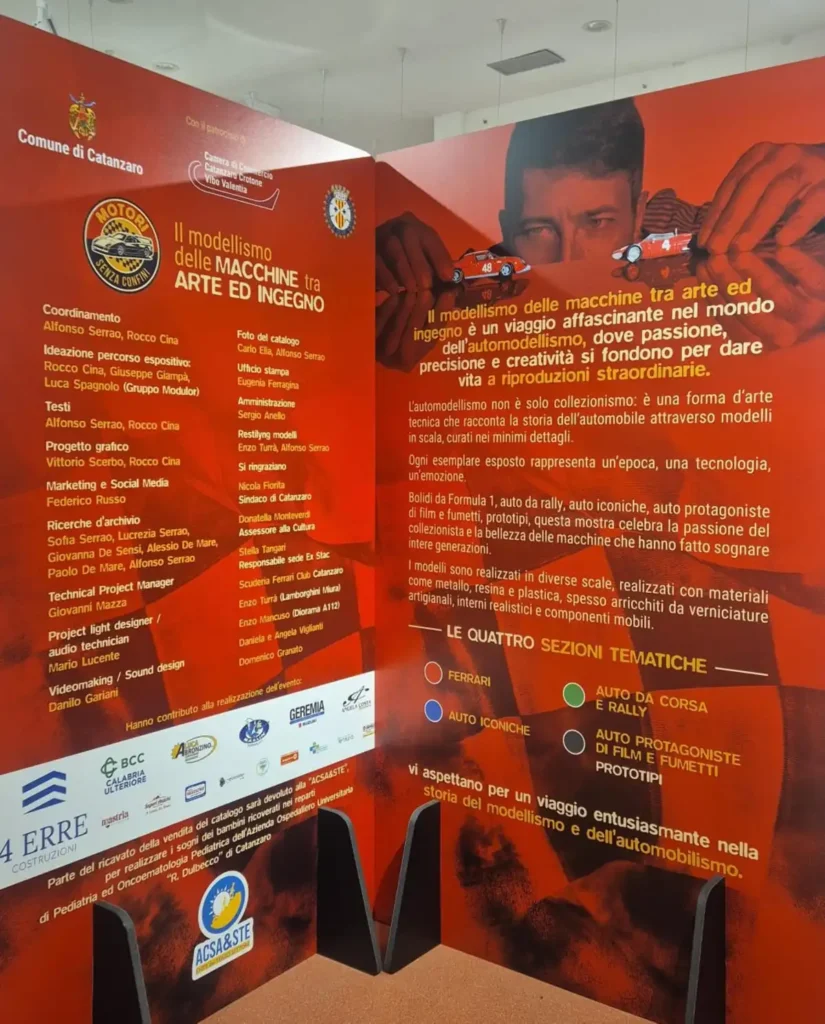 Comune di Catanzaro
Con il patrocinio di
Camera di Commercio
Catanzaro Crotone
Vibo Valentia
MOTORI
SENZA CONFINI
Il modellismo
delle MACCHINE tra
ARTE ED INGEGNO
Coordinamento
Alfonso Serrao, Rocco Cina
Ideazione percorso espositivo:
Rocco Cina, Giuseppe Giampà,
Luca Spagnolo (Gruppo Modulor)
Testi
Alfonso Serrao, Rocco Cina
Progetto grafico
Vittorio Scerbo, Rocco Cina
Marketing e Social Media
Federico Russo
Ricerche d'archivio
Sofia Serrao, Lucrezia Serrao,
Giovanna De Sensi, Alessio De Mare,
Paolo De Mare, Alfonso Serrao
Technical Project Manager
Giovanni Mazza
Project light designer /
audio technician
Mario Lucente
Videomaking / Sound design
Danilo Gariani
Foto del catalogo
Carlo Elia, Alfonso Serrao
Ufficio stampa
Eugenia Ferragina
Amministrazione
Sergio Anello
Restilyng modelli
Enzo Turrà, Alfonso Serrao
Si ringraziano
Nicola Fiorita
Sindaco di Catanzaro
Donatella Monteverdi
Assessore alla Cultura
Stella Tangari
Responsabile sede Ex Stac
Scuderia Ferrari Club Catanzaro
Enzo Turrà (Lamborghini Miura)
Enzo Mancuso (Diorama A112)
Daniela e Angela Viglianti
Domenico Granato
Hanno contribuito alla realizzazione dell'evento:
4 ERRE
COSTRUZIONI
BCC
CALABRIA
ULTERIORE
GEREMIA
Parte del ricavato della vendita del catalogo sarà devoluto alla "ACSA&STE",
per realizzare i sogni dei bambini ricoverati nei reparti
di Pediatria ed Oncoematologia Pediatrica dell'Azienda Ospedaliero Universitaria
"R. Dulbecco" di Catanzaro
ACSA&STE
48
4
Il modellismo delle macchine tra arte ed
ingegno è un viaggio affascinante nel mondo
dell'automodellismo, dove passione,
precisione e creatività si fondono per dare
vita a riproduzioni straordinarie.
L'automodellismo non è solo collezionismo: è una forma d'arte
tecnica che racconta la storia dell'automobile attraverso modelli
in scala, curati nei minimi dettagli.
Ogni esemplare esposto rappresenta un'epoca, una tecnologia,
un'emozione.
Bolidi da Formula 1, auto da rally, auto iconiche, auto protagoniste
di film e fumetti, prototipi, questa mostra celebra la passione del
collezionista e la bellezza delle macchine che hanno fatto sognare
intere generazioni.
I modelli sono realizzati in diverse scale, realizzati con materiali
come metallo, resina e plastica, spesso arricchiti da verniciature
artigianali, interni realistici e componenti mobili.
LE QUATTRO SEZIONI TEMATICHE
FERRARI
AUTO ICONICHE
AUTO DA CORSA
E RALLY
AUTO PROTAGONISTE
DI FILM E FUMETTI
PROTOTIPI
vi aspettano per un viaggio entusiasmante nella
storia del modellismo e dell'automobilismo.